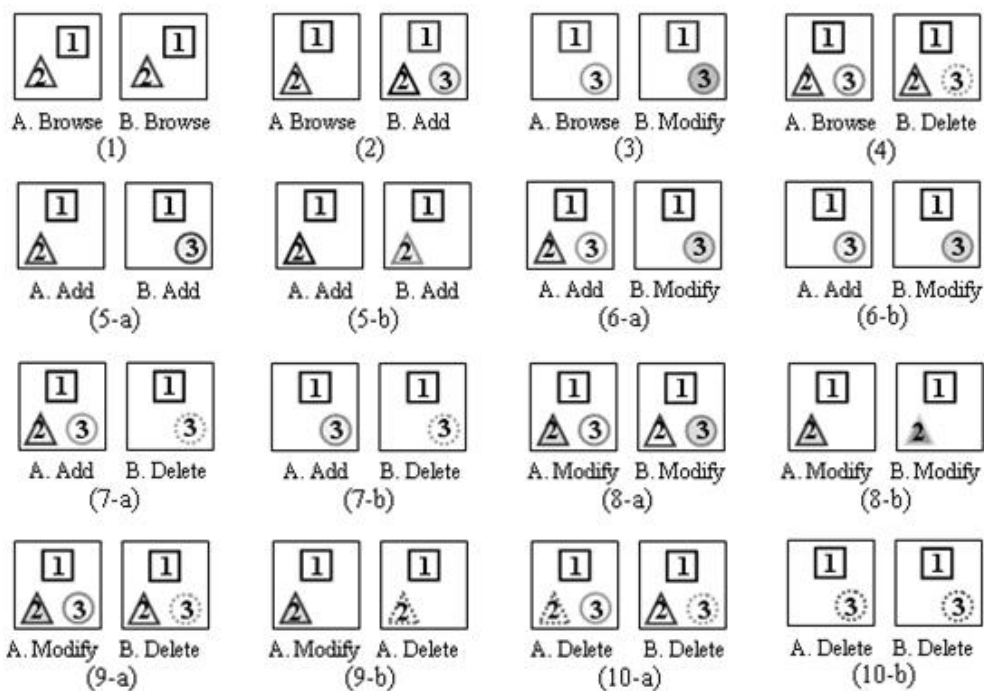 1 1
2 2
A. Browse B. Browse
(1)
1 1
2 2 3
A Browse B. Add
(2)
1 1
3 3
A. Browse B. Modify
(3)
1 1
2 3 2 3
A. Browse B. Delete
(4)
1 1
2 3
A. Add B. Add
(5-a)
1 1
2 2
A. Add B. Add
(5-b)
1 1
2 3 3
A. Add B. Modify
(6-a)
1 1
3 3
A. Add B. Modify
(6-b)
1 1
2 3 3
A. Add B. Delete
(7-a)
1 1
3 3
A. Add B. Delete
(7-b)
1 1
2 3 2 3
A. Modify B. Modify
(8-a)
1 1
2 2
A. Modify B. Modify
(8-b)
1 1
2 3 2 3
A. Modify B. Delete
(9-a)
1 1
2 2
A. Modify A. Delete
(9-b)
1 1
2 3 2 3
A. Delete B. Delete
(10-a)
1 1
3 3
A. Delete B. Delete
(10-b)